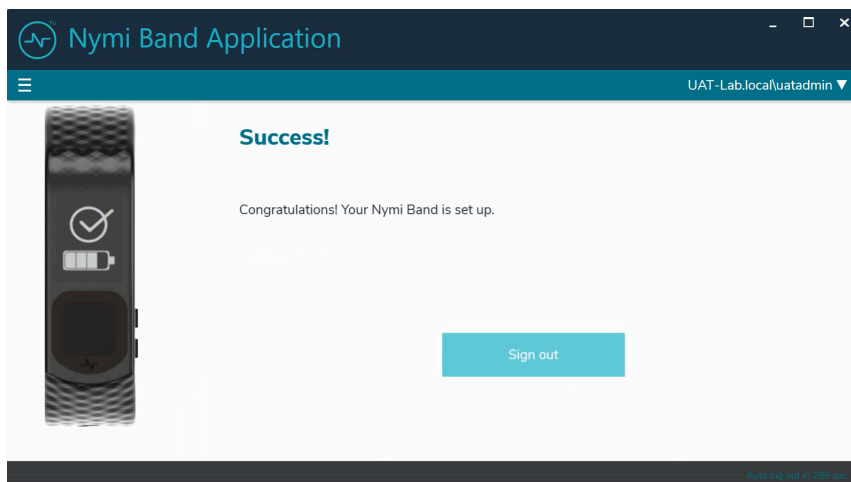 Nymi Band Application
UAT-Lab.local\uatadmin
Success!
Congratulations! Your Nymi Band is set up.
Sign out
Auto log out in 298 sec.